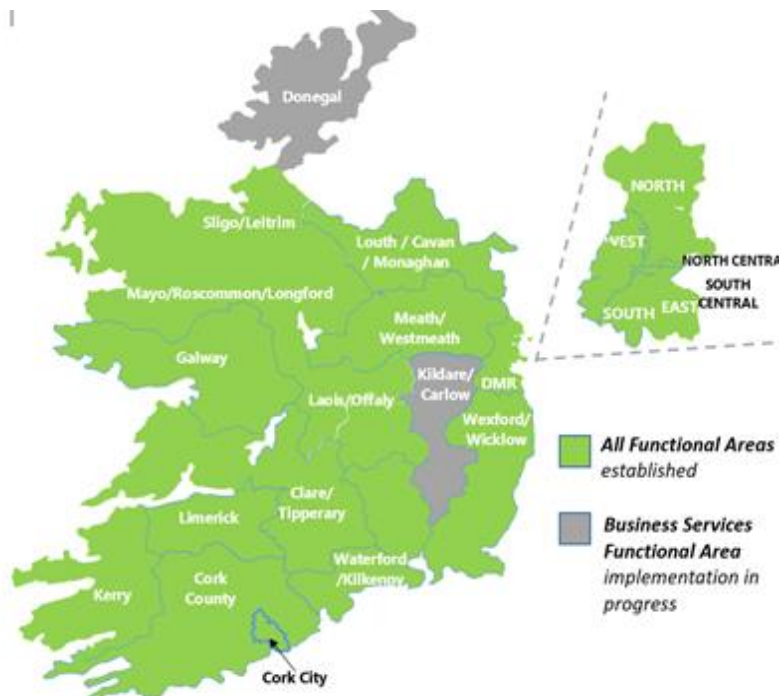 Donegal
Sligo/Leitrim
Louth / Cavan
/ Monaghan
Mayo/Roscommon/Longford
Meath/
Westmeath
Galway
Kildare/
Carlow
DMR
Laois/Offaly
Wexford/
Wicklow
Clare/
Tipperary
Limerick
Waterford
/Kilkenny
Kerry
Cork
County
Cork City
NORTH
VEST
NORTH CENTRA
SOUTH
CENTRAL
SOUTH
EAST
All Functional Areas
established
Business Services
Functional Area
implementation in
progress